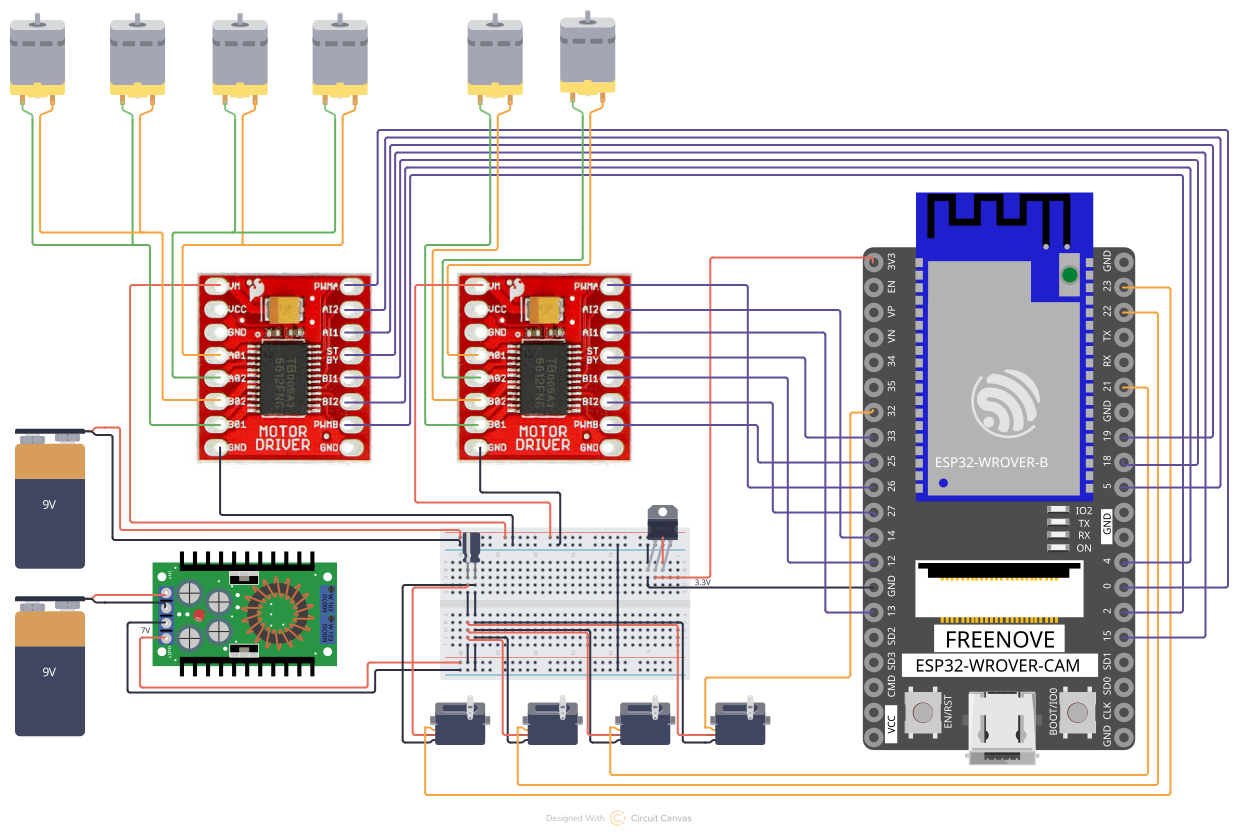 VM
VCC
GND
A01
A02
B02
B01
GND
PWMA
AI2
AI1
ST
BY
BI1
BI2
PWMB
GND
MOTOR
DRIVER
VM
VCC
GND
A01
A02
B02
B01
GND
PWMA
AI2
AI1
ST
BY
BI1
BI2
PWMB
GND
MOTOR
DRIVER
9V
9V
7V
3.3V
3V3
EN
VP
VN
34
35
32
33
25
26
27
14
12
GND
13
SD2
SD3
CMD
VCC
GND
23
22
TX
RX
21
GND
19
18
5
GND
4
0
2
15
SD1
SD0
CLK
GND
ESP32-WROVER-B
IO2
TX
RX
ON
FREENOVE
ESP32-WROVER-CAM
EN/RST
BOOT/IO0
Designed With Circuit Canvas